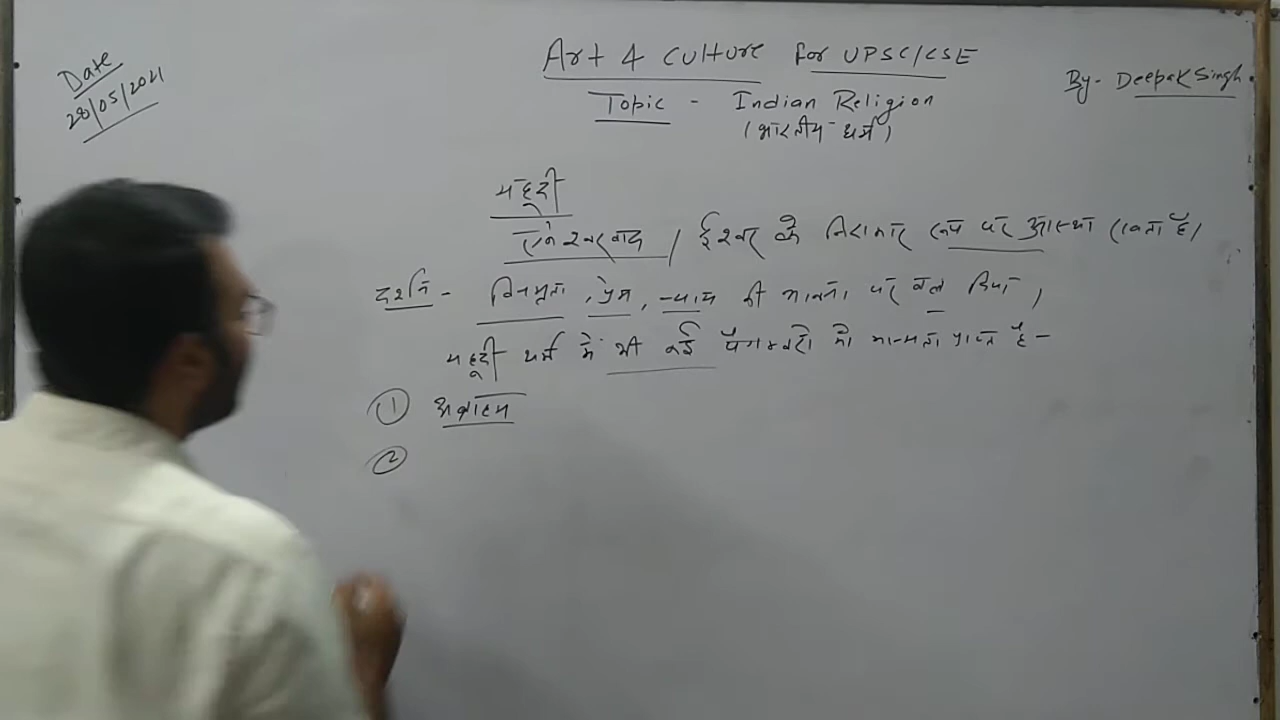 Date
28/05/2021
Art & Culture for UPSC/CSE
By- Deepak Singh
Topic - Indian Religion
(भारतीय धर्म)
यहूदी
एकेश्वरवाद / ईश्वर के निराकार रूप पर आस्था रखता है।
दर्शन - विनम्रता, प्रेम, न्याय की भावना पर बल दिया,
यहूदी धर्म में भी कई पैगम्बरों को मान्यता प्राप्त है -
① अब्राहम
②